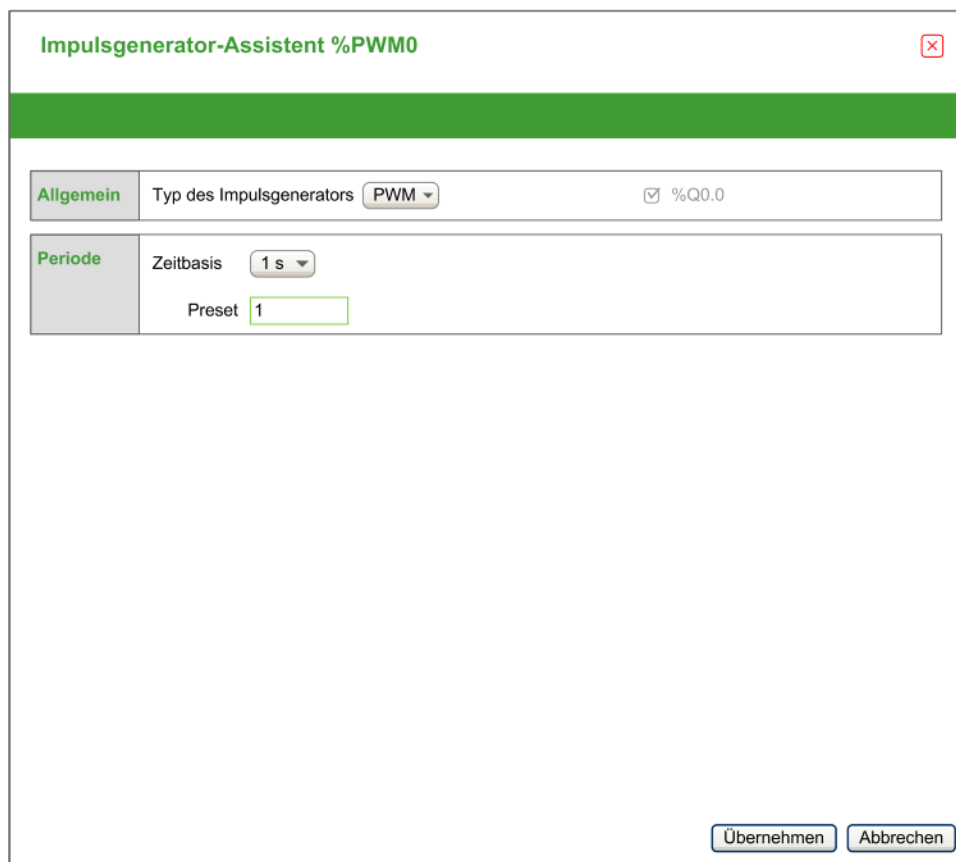 Impulsgenerator-Assistent %PWM0
Allgemein Typ des Impulsgenerators PWM %Q0.0
Periode Zeitbasis 1 s
Preset 1
Übernehmen Abbrechen